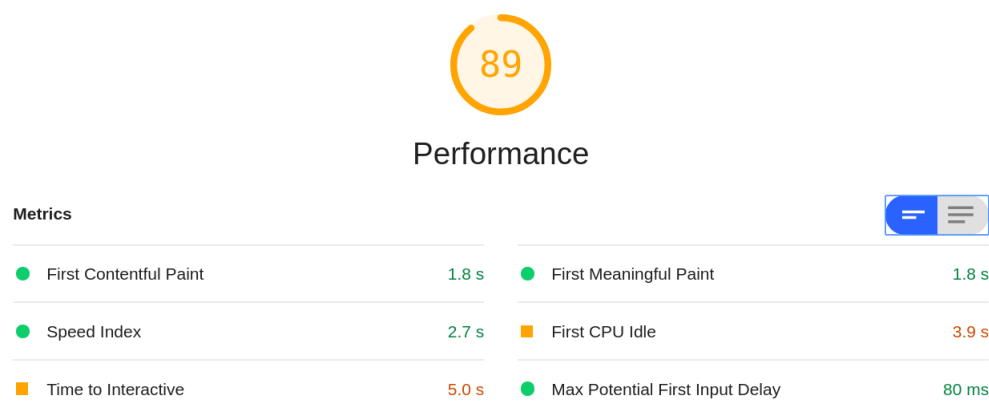 89
Performance
Metrics
First Contentful Paint 1.8 s
First Meaningful Paint 1.8 s
Speed Index 2.7 s
First CPU Idle 3.9 s
Time to Interactive 5.0 s
Max Potential First Input Delay 80 ms